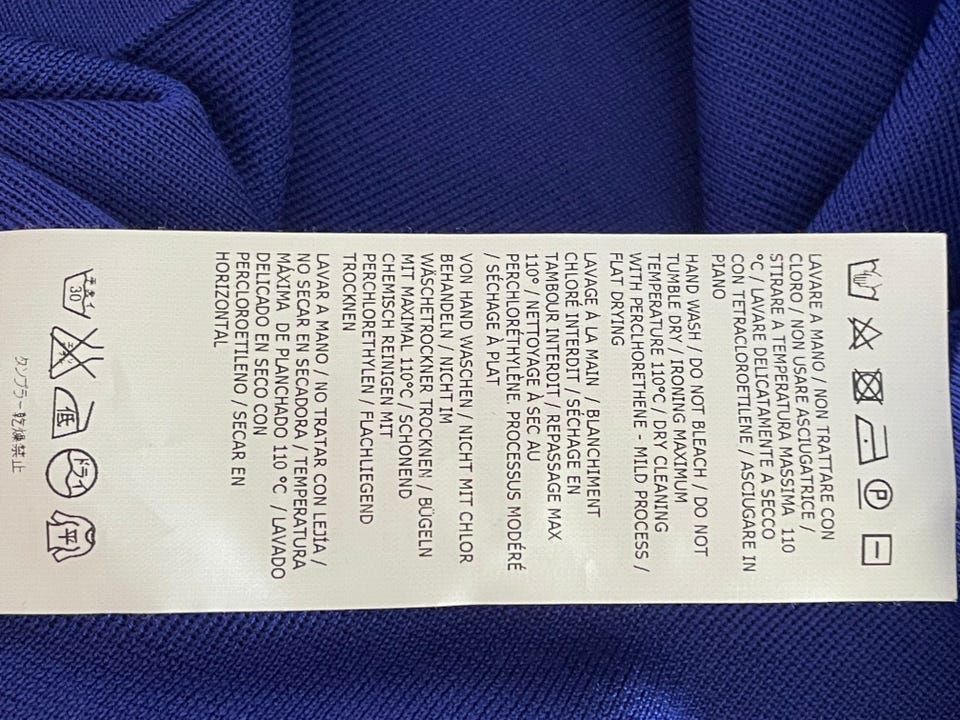 P
LAVARE A MANO / NON TRATTARE CON
CLORO / NON USARE ASCIUGATRICE /
STIRARE A TEMPERATURA MASSIMA 110
°C / LAVARE DELICATAMENTE A SECCO
CON TETRACLOROETILENE / ASCIUGARE IN
PIANO
HAND WASH / DO NOT BLEACH / DO NOT
TUMBLE DRY / IRONING MAXIMUM
TEMPERATURE 110°C / DRY CLEANING
WITH PERCHLORETHENE - MILD PROCESS /
FLAT DRYING
LAVAGE À LA MAIN / BLANCHIMENT
CHLORÉ INTERDIT / SÉCHAGE EN
TAMBOUR INTERDIT / REPASSAGE MAX
110° / NETTOYAGE À SEC AU
PERCHLORÉTHYLÈNE. PROCESSUS MODÉRÉ
/ SÉCHAGE À PLAT
VON HAND WASCHEN / NICHT MIT CHLOR
BEHANDELN / NICHT IM
WÄSCHETROCKNER TROCKNEN / BÜGELN
MIT MAXIMAL 110°C / SCHONEND
CHEMISCH REINIGEN MIT
PERCHLORETHYLEN / FLACHLIEGEND
TROCKNEN
LAVAR A MANO / NO TRATAR CON LEJÍA /
NO SECAR EN SECADORA / TEMPERATURA
MÁXIMA DE PLANCHADO 110 °C / LAVADO
DELICADO EN SECO CON
PERCLOROETILENO / SECAR EN
HORIZONTAL
手洗イ
30
低
ドライ
平
タンブラー乾燥禁止